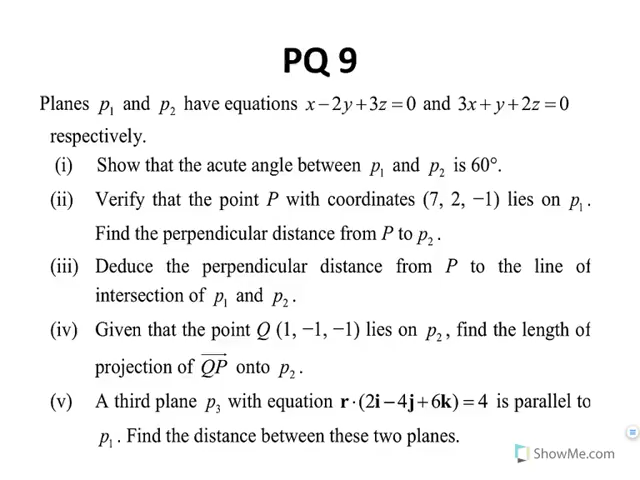 PQ 9
Planes p₁ and p₂ have equations x−2y+3z=0 and 3x+y+2z=0
respectively.
(i) Show that the acute angle between p₁ and p₂ is 60°.
(ii) Verify that the point P with coordinates (7, 2, −1) lies on p₁.
Find the perpendicular distance from P to p₂.
(iii) Deduce the perpendicular distance from P to the line of
intersection of p₁ and p₂.
(iv) Given that the point Q (1, −1, −1) lies on p₂, find the length of
projection of \overrightarrow{QP} onto p₂.
(v) A third plane p₃ with equation r·(2i−4j+6k)=4 is parallel to
p₁. Find the distance between these two planes.
ShowMe.com